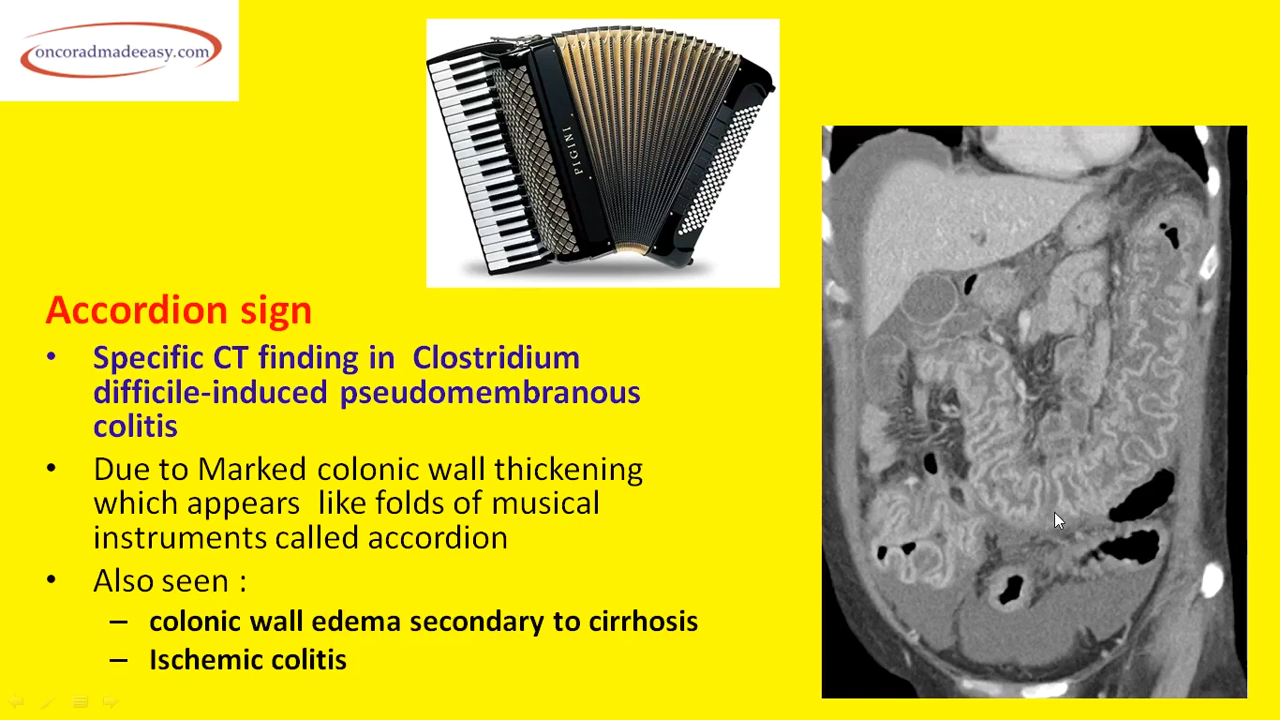 oncoradmadeeasy.com
PIGINI
Accordion sign
• Specific CT finding in Clostridium
difficile-induced pseudomembranous
colitis
• Due to Marked colonic wall thickening
which appears like folds of musical
instruments called accordion
• Also seen :
– colonic wall edema secondary to cirrhosis
– Ischemic colitis